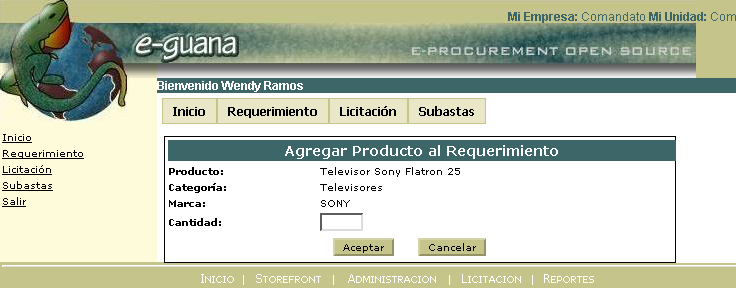 Mi Empresa: Comandato Mi Unidad: Com
e-guana
E-PROCUREMENT OPEN SOURCE
Bienvenido Wendy Ramos
Inicio Requerimiento Licitación Subastas
Inicio
Requerimiento
Licitación
Subastas
Salir
Agregar Producto al Requerimiento
Producto: Televisor Sony Flatron 25
Categoría: Televisores
Marca: SONY
Cantidad:
Aceptar Cancelar
INICIO | STOREFRONT | ADMINISTRACION | LICITACION | REPORTES